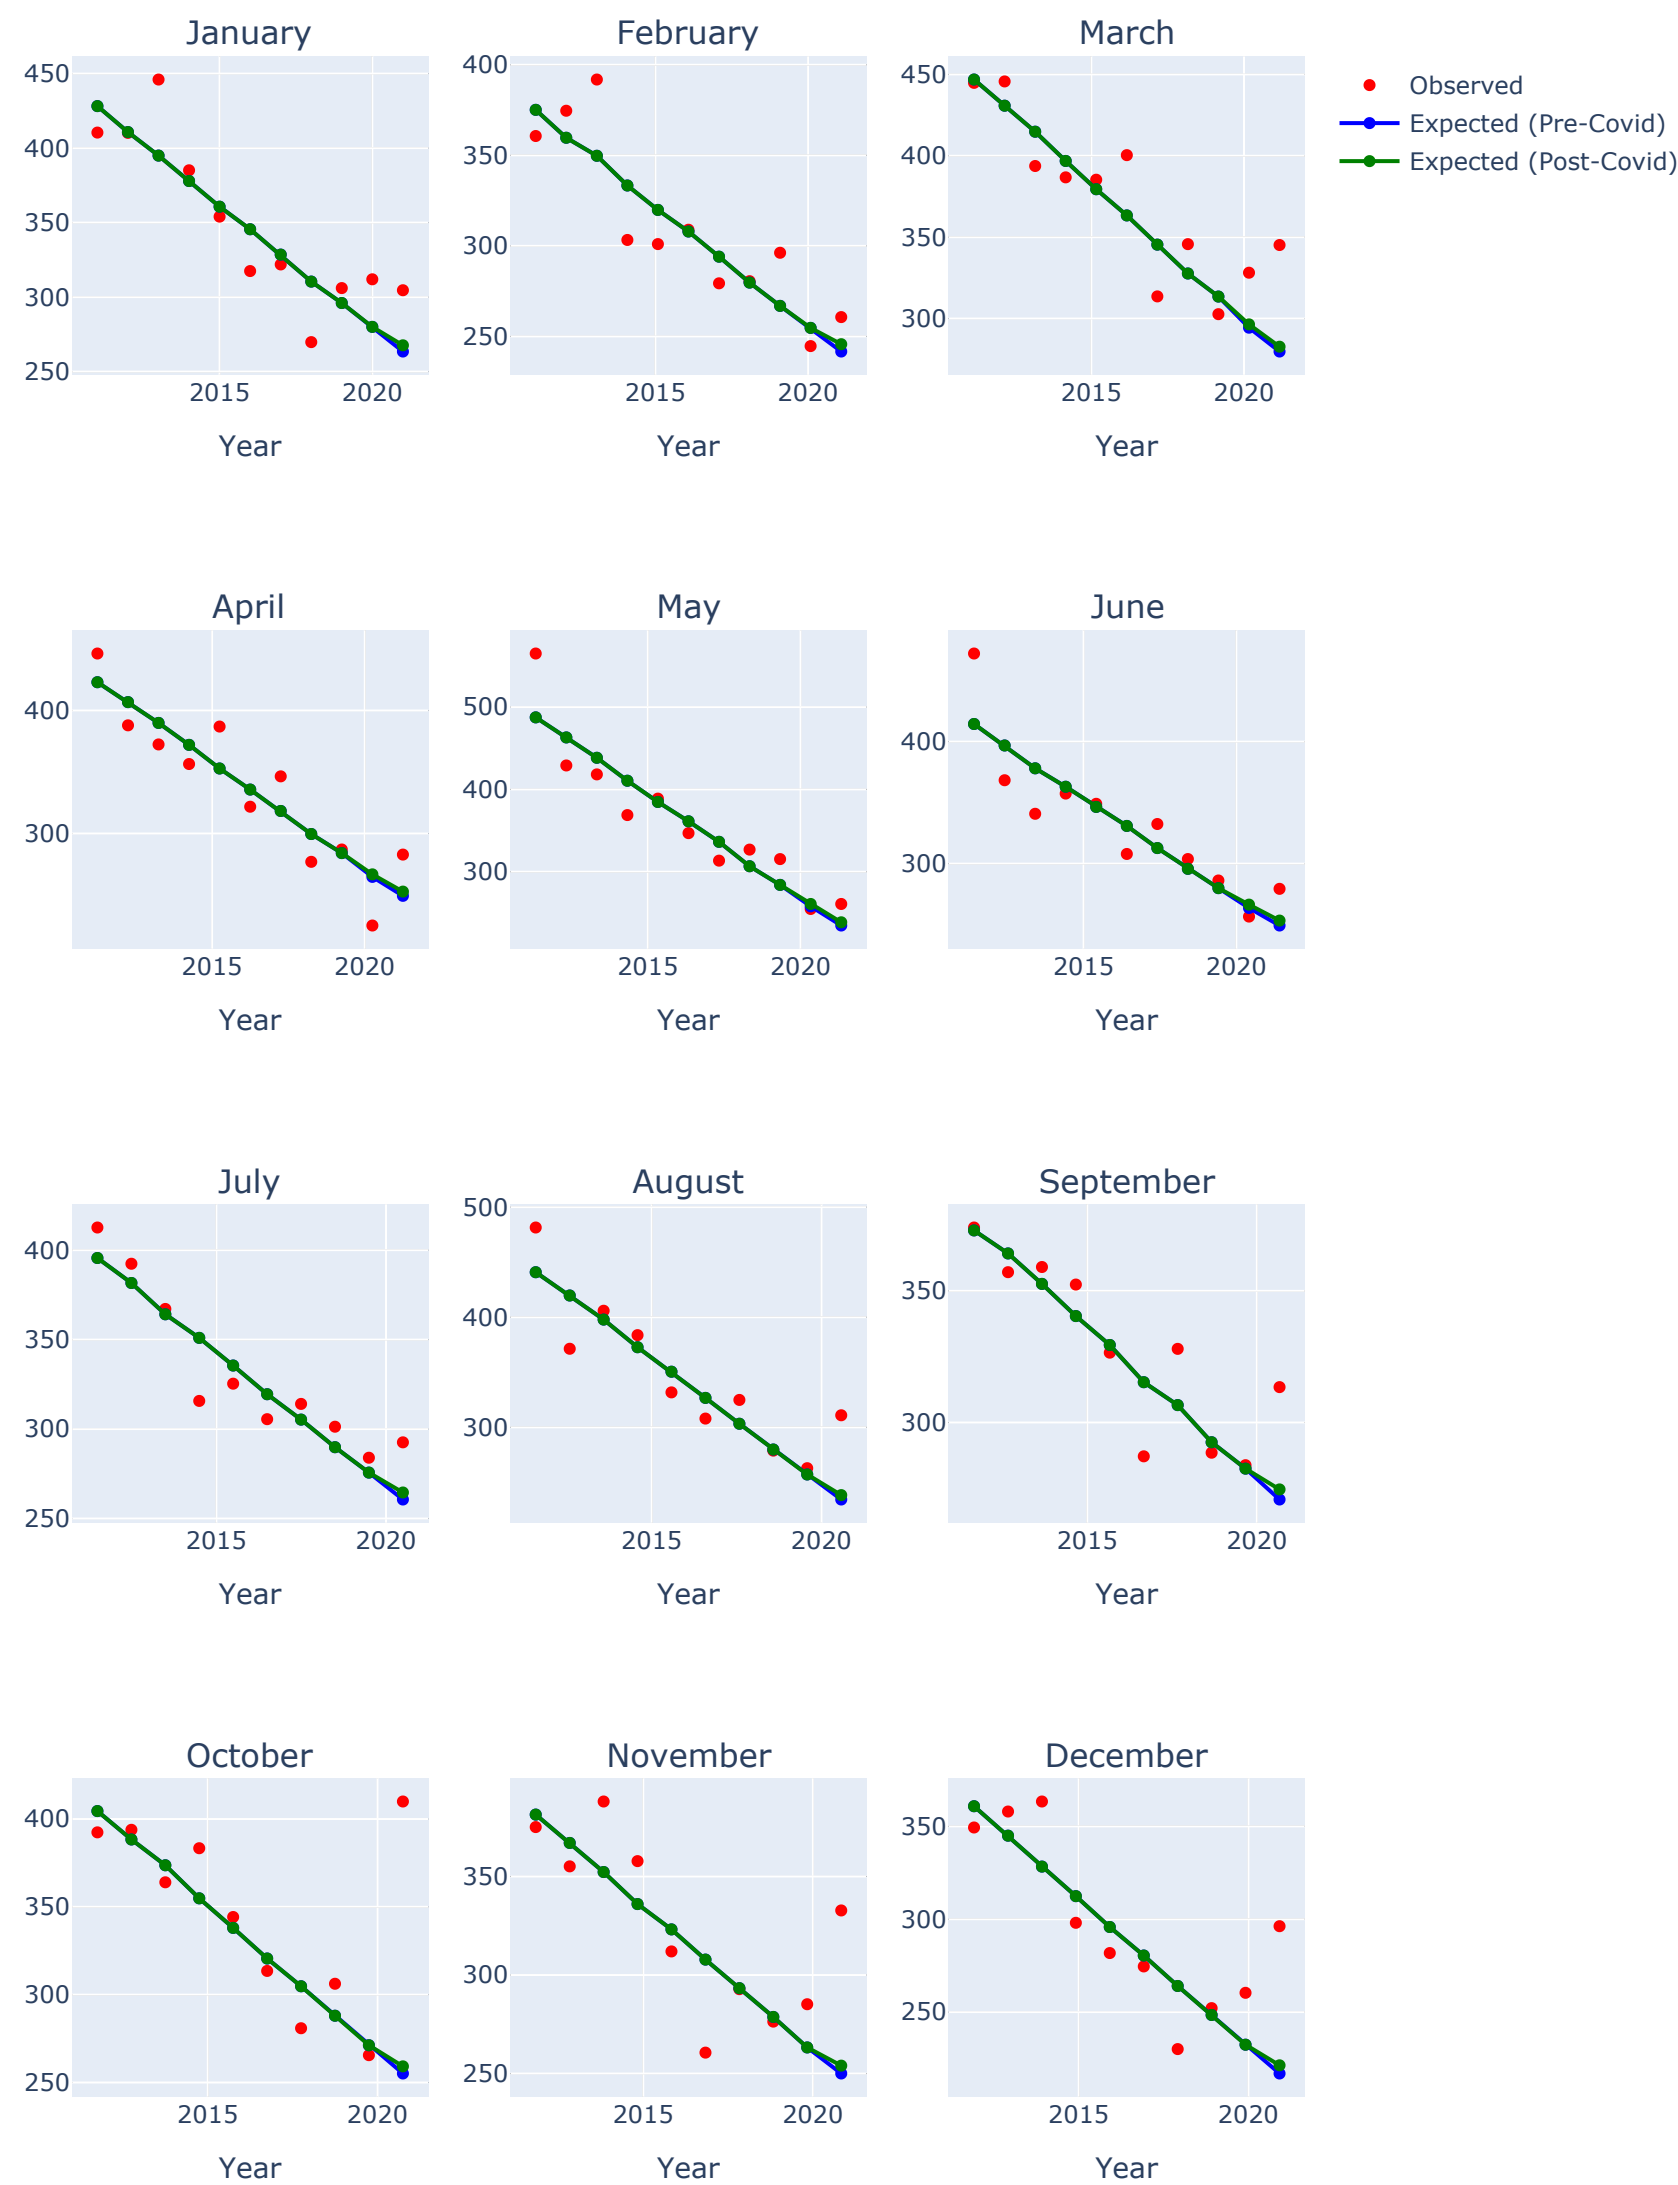 January
February
March
450
400
350
300
250
2015
2020
Year
400
350
300
250
2015
2020
Year
450
400
350
300
2015
2020
Year
Observed
Expected (Pre-Covid)
Expected (Post-Covid)
April
May
June
400
300
2015
2020
Year
500
400
300
2015
2020
Year
400
300
2015
2020
Year
July
August
September
400
350
300
250
2015
2020
Year
500
400
300
2015
2020
Year
350
300
2015
2020
Year
October
November
December
400
350
300
250
2015
2020
Year
350
300
250
2015
2020
Year
350
300
250
2015
2020
Year